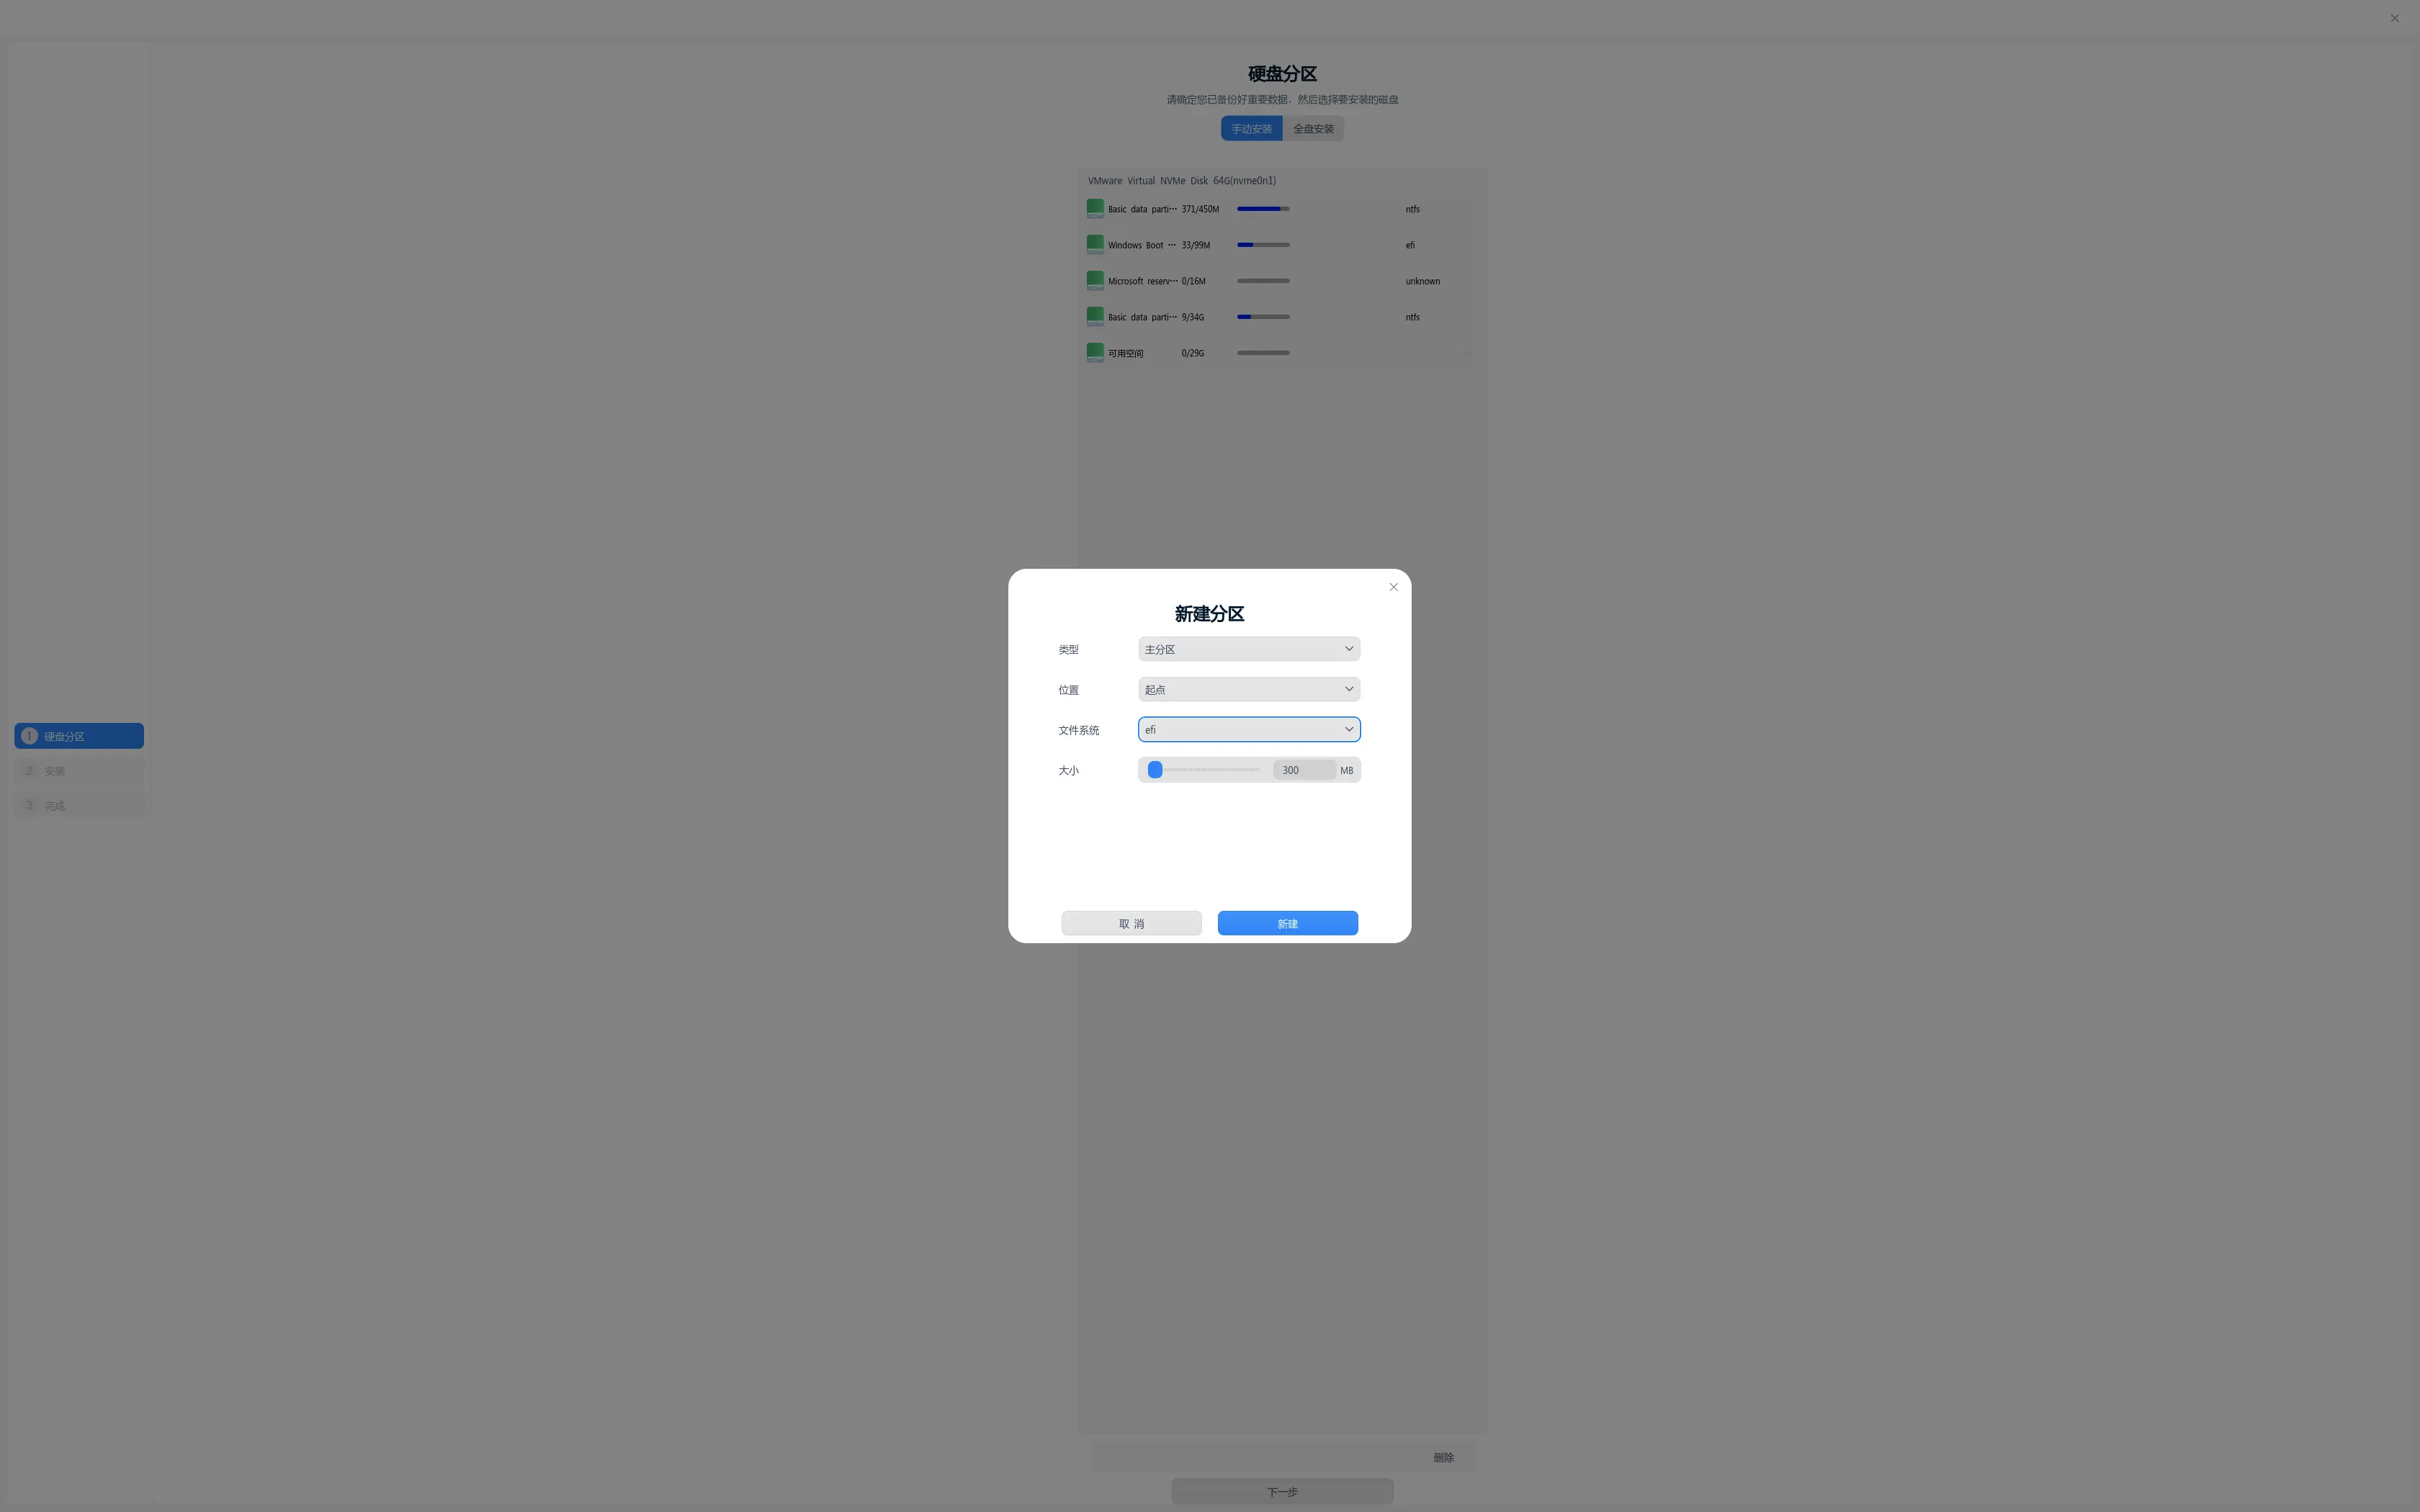 硬盘分区
请确定您已备份好重要数据，然后选择要安装的磁盘
手动安装 全盘安装
VMware Virtual NVMe Disk 64G(nvme0n1)
Basic data parti··· 371/450M ntfs
Windows Boot ··· 33/99M efi
Microsoft reserv··· 0/16M unknown
Basic data parti··· 9/34G ntfs
可用空间 0/29G
新建分区
类型 主分区
位置 起点
文件系统 efi
大小 300 MB
取 消 新建
1 硬盘分区
2 安装
3 完成
删除
下一步